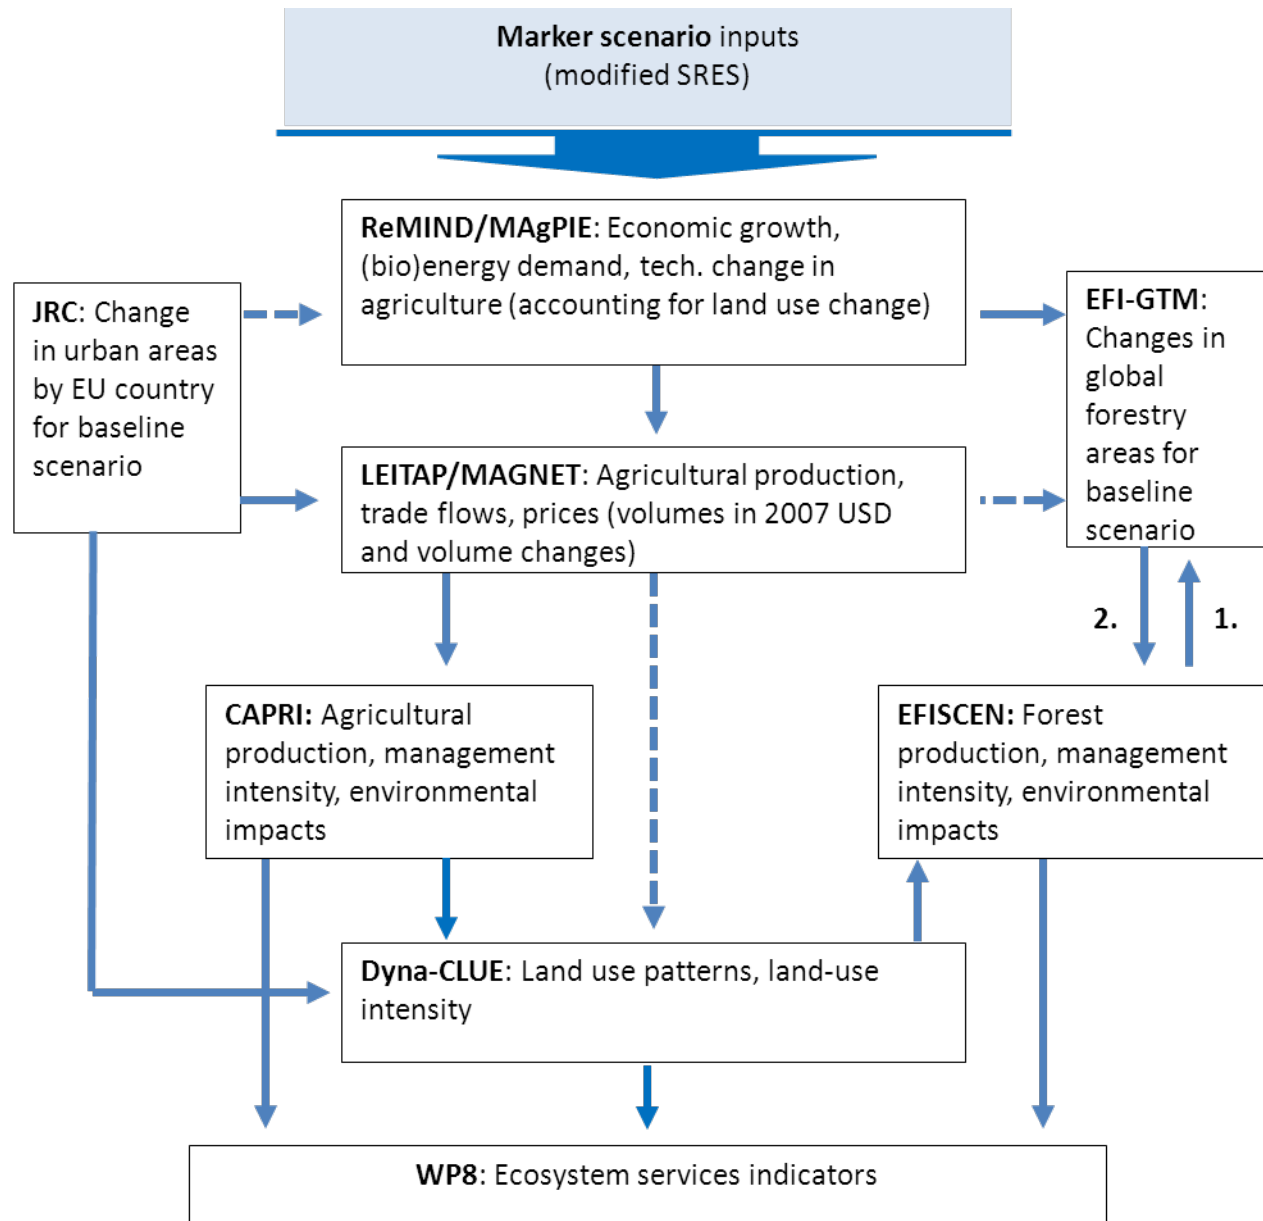 Marker scenario inputs
(modified SRES)
ReMIND/MAgPIE: Economic growth,
(bio)energy demand, tech. change in
agriculture (accounting for land use change)
JRC: Change
in urban areas
by EU country
for baseline
scenario
EFI-GTM:
Changes in
global
forestry
areas for
baseline
scenario
LEITAP/MAGNET: Agricultural production,
trade flows, prices (volumes in 2007 USD
and volume changes)
2.
1.
CAPRI: Agricultural
production, management
intensity, environmental
impacts
EFISCEN: Forest
production, management
intensity, environmental
impacts
Dyna-CLUE: Land use patterns, land-use
intensity
WP8: Ecosystem services indicators